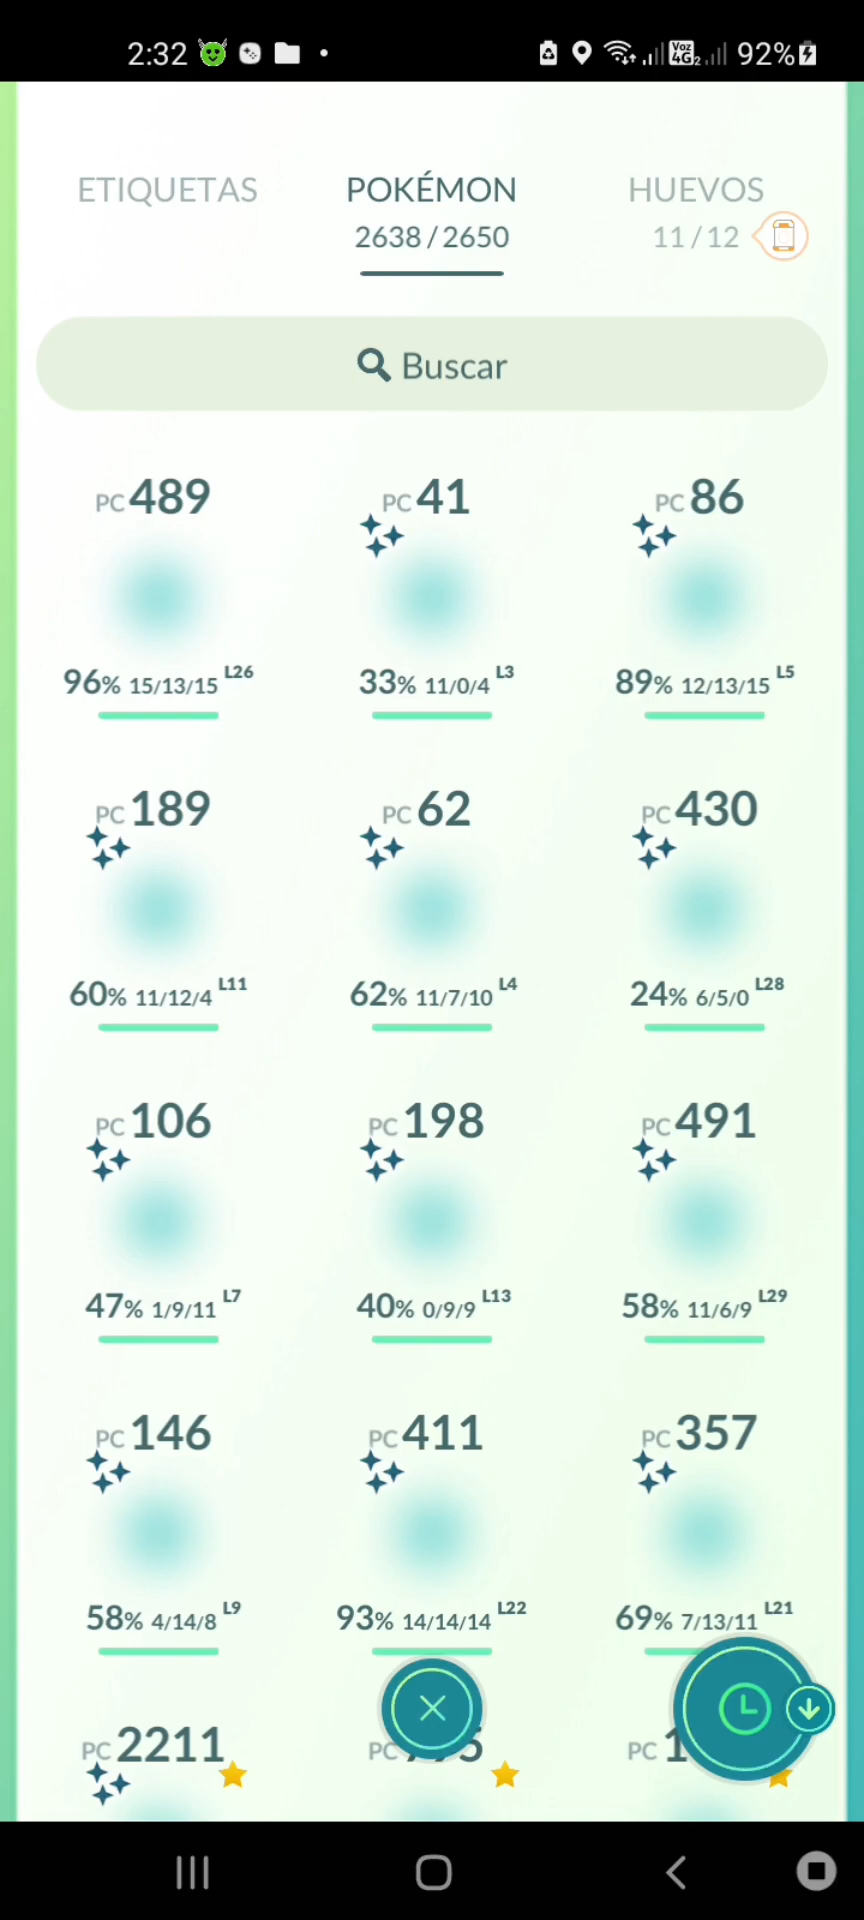 2:32 Voz 4G 2 92%
ETIQUETAS POKÉMON HUEVOS
2638 / 2650 11 / 12
Buscar
PC 489 PC 41 PC 86
96% 15/13/15 L26 33% 11/0/4 L3 89% 12/13/15 L5
PC 189 PC 62 PC 430
60% 11/12/4 L11 62% 11/7/10 L4 24% 6/5/0 L28
PC 106 PC 198 PC 491
47% 1/9/11 L7 40% 0/9/9 L13 58% 11/6/9 L29
PC 146 PC 411 PC 357
58% 4/14/8 L9 93% 14/14/14 L22 69% 7/13/11 L21
PC 2211 PC PC